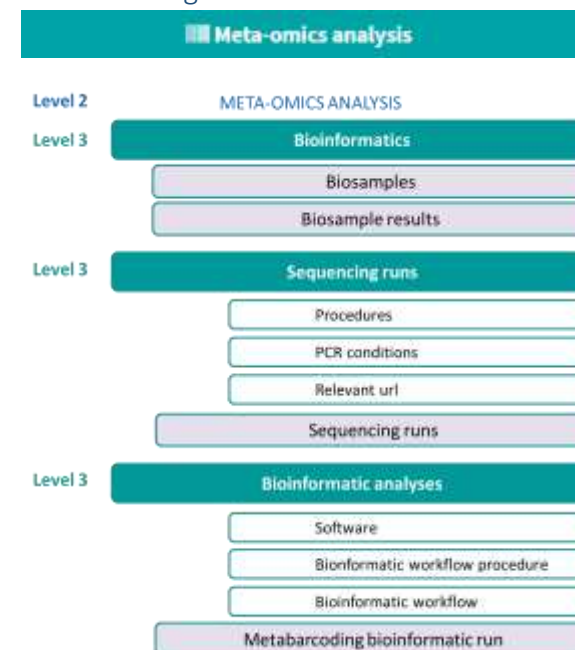 Meta-omics analysis
Level 2 META-OMICS ANALYSIS
Level 3 Bioinformatics
Biosamples
Biosample results
Level 3 Sequencing runs
Procedures
PCR conditions
Relevant url
Sequencing runs
Level 3 Bioinformatic analyses
Software
Bionformatic workflow procedure
Bioinformatic workflow
Metabarcoding bioinformatic run